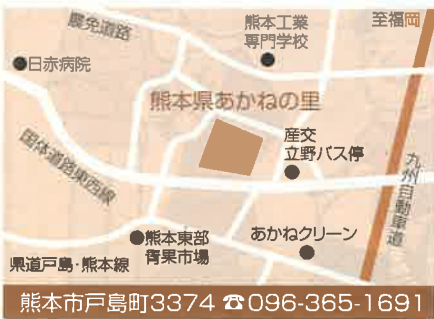 農免道路
熊本工業
専門学校
至福岡
日赤病院
熊本県あかねの里
産交
立野バス停
国体道路東西線
九州自動車道
熊本東部
青果市場
あかねクリーン
県道戸島・熊本線
熊本市戸島町3374 ☎096-365-1691